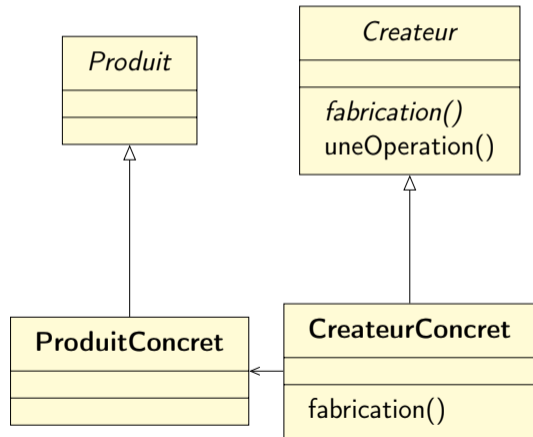 Produit
Createur
fabrication()
uneOperation()
ProduitConcret
CreateurConcret
fabrication()